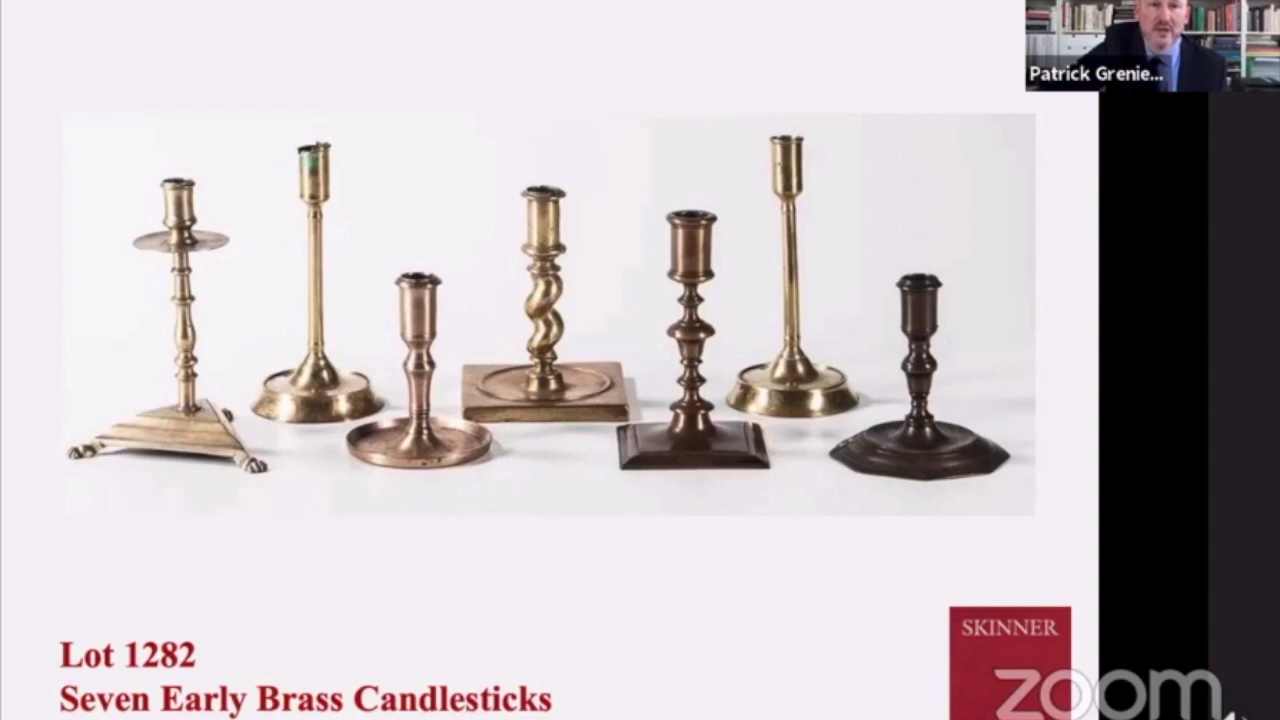 Patrick Grenie...
Lot 1282
Seven Early Brass Candlesticks
SKINNER
zoom